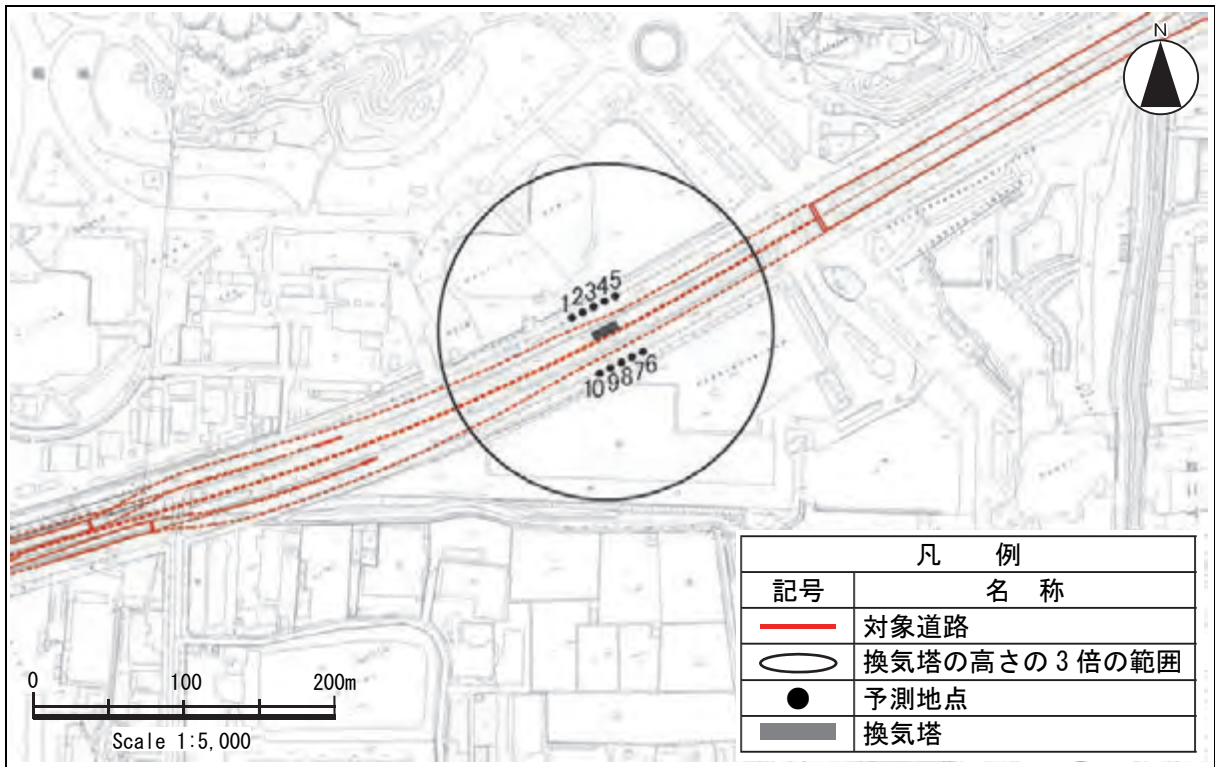 N
12345
109876
0 100 200m
Scale 1:5,000
凡 例
記号 名 称
対象道路
換気塔の高さの3倍の範囲
予測地点
換気塔